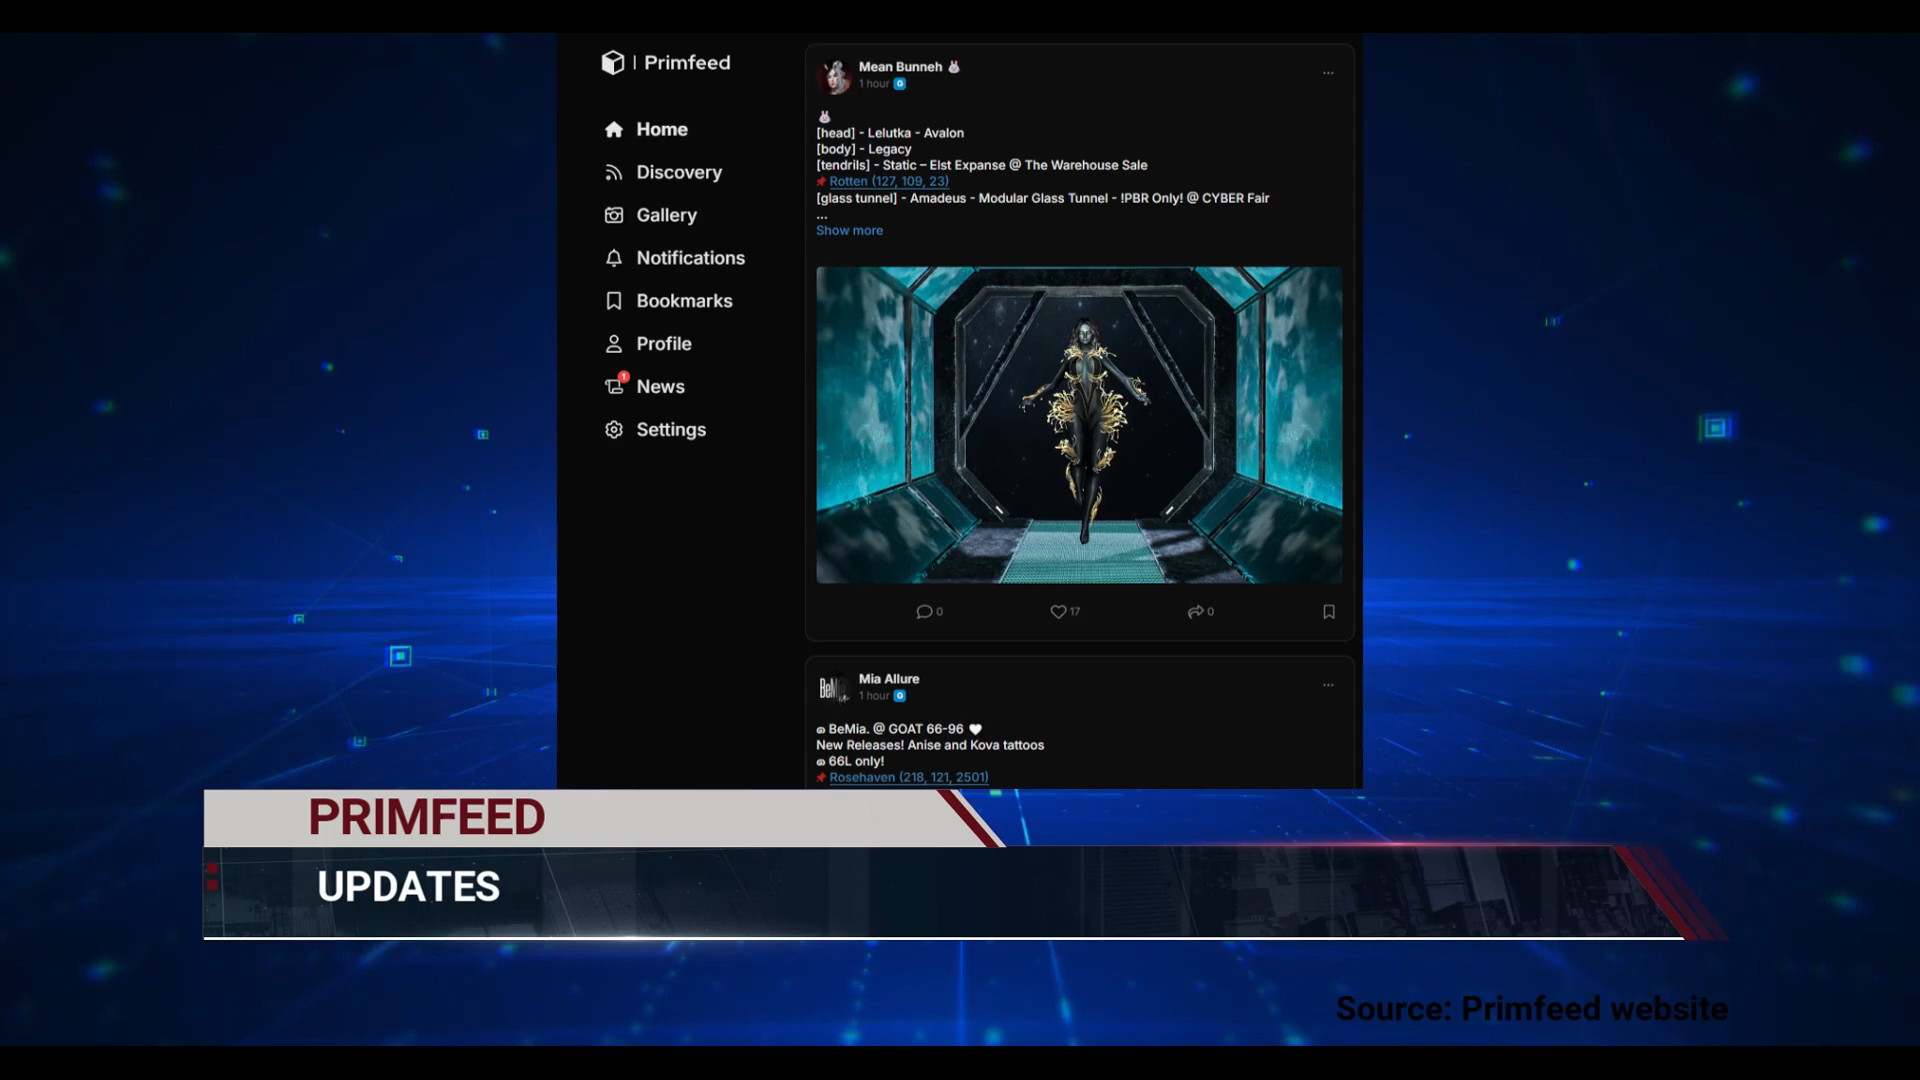 Primfeed
Home
Discovery
Gallery
Notifications
Bookmarks
Profile
1
News
Settings
Mean Bunneh 🐰
1 hour G
🐰
[head] - Lelutka - Avalon
[body] - Legacy
[tendrils] - Static – Elst Expanse @ The Warehouse Sale
📌 Rotten (127, 109, 23)
[glass tunnel] - Amadeus - Modular Glass Tunnel - !PBR Only! @ CYBER Fair
...
Show more
0 17 0
BeMia
Mia Allure
1 hour G
ღ BeMia. @ GOAT 66-96 🤍
New Releases! Anise and Kova tattoos
ღ 66L only!
📌 Rosehaven (218, 121, 2501)
PRIMFEED
UPDATES
Source: Primfeed website